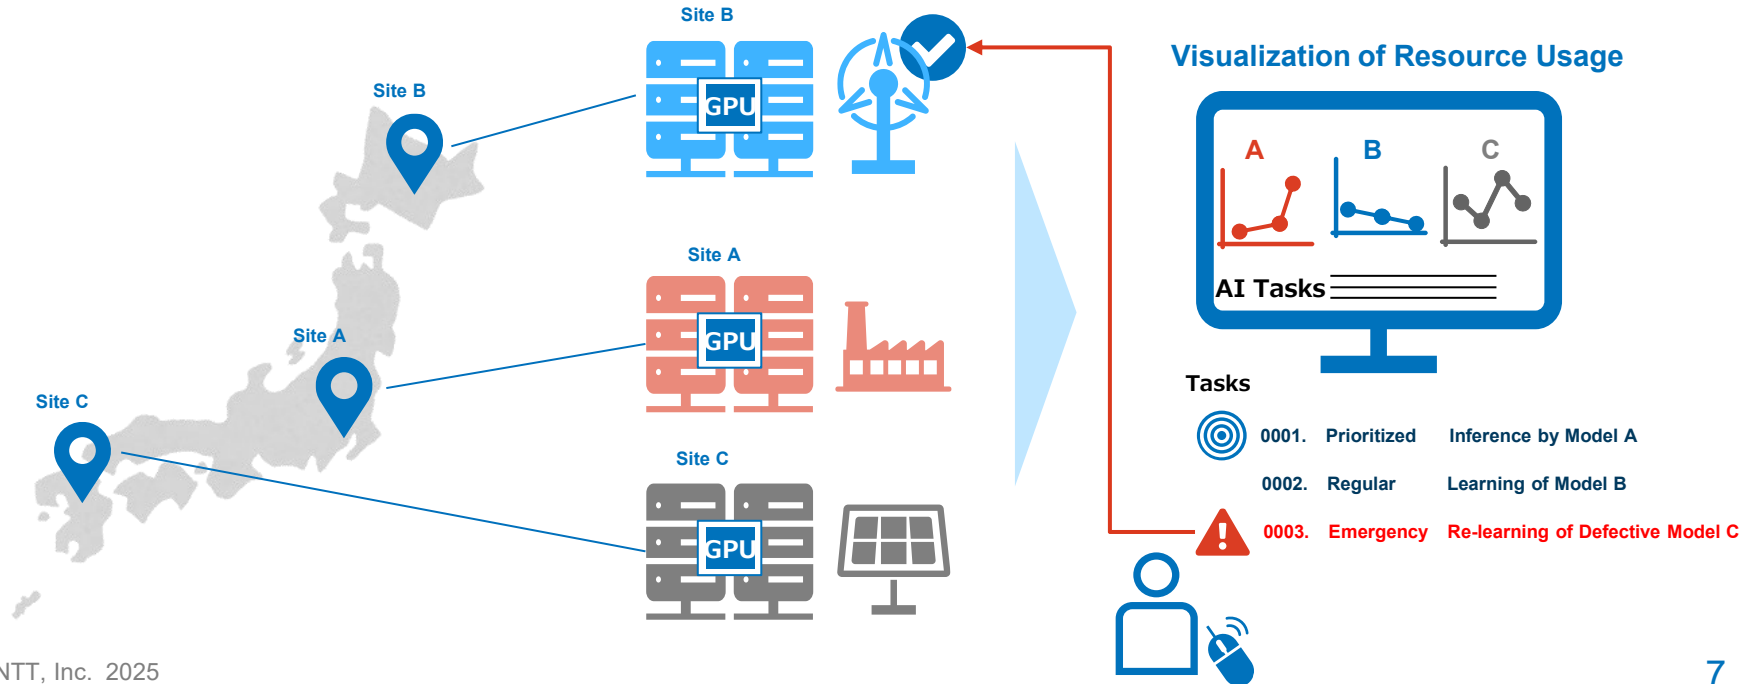 Site B
Site B
GPU
Site A
Site A
GPU
Site C
Site C
GPU
Visualization of Resource Usage
A B C
AI Tasks
Tasks
0001. Prioritized Inference by Model A
0002. Regular Learning of Model B
0003. Emergency Re-learning of Defective Model C
NTT, Inc. 2025
7